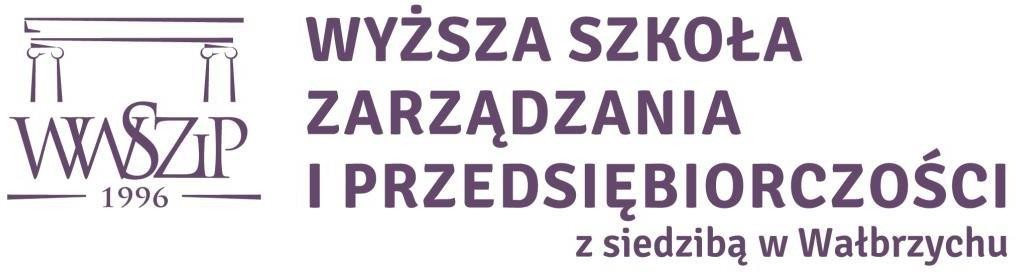 WWSZIP
1996
WYŻSZA SZKOŁA
ZARZĄDZANIA
I PRZEDSIĘBIORCZOŚCI
z siedzibą w Wałbrzychu